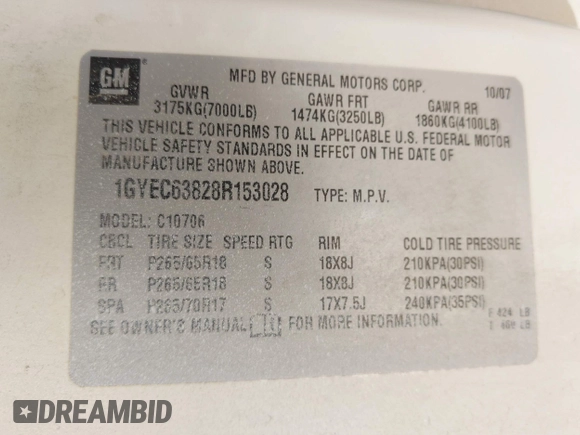 GM
MFD BY GENERAL MOTORS CORP. 10/07
GVWR GAWR FRT GAWR RR
3175KG(7000LB) 1474KG(3250LB) 1860KG(4100LB)
THIS VEHICLE CONFORMS TO ALL APPLICABLE U.S. FEDERAL MOTOR
VEHICLE SAFETY STANDARDS IN EFFECT ON THE DATE OF
MANUFACTURE SHOWN ABOVE.
1GYEC63828R153028 TYPE: M.P.V.
MODEL: C10706
TIRE SIZE SPEED RTG RIM COLD TIRE PRESSURE
FRT P265/65R18 S 18X8J 210KPA(30PSI)
RR P265/65R18 S 18X8J 210KPA(30PSI)
SPA P265/70R17 S 17X7.5J 240KPA(35PSI)
SEE OWNER'S MANUAL FOR MORE INFORMATION.
DREAMBID